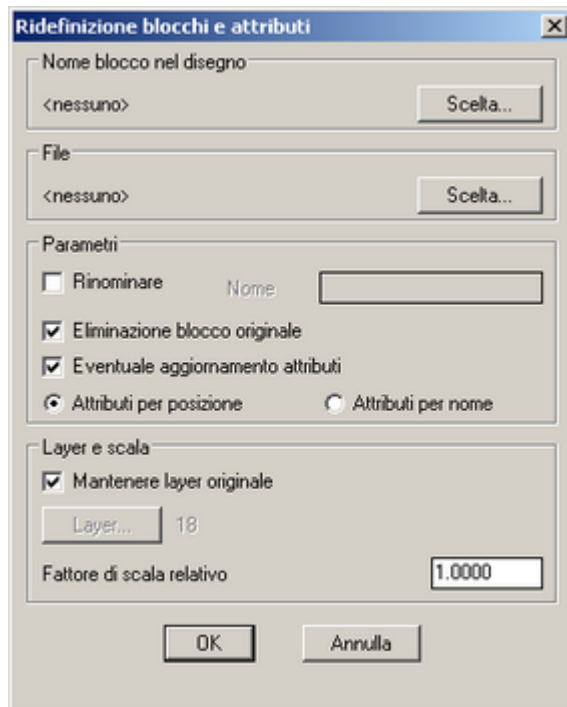 Ridefinizione blocchi e attributi
Nome blocco nel disegno
<nessuno> Scelta...
File
<nessuno> Scelta...
Parametri
Rinominare Nome
Eliminazione blocco originale
Eventuale aggiornamento attributi
Attributi per posizione Attributi per nome
Layer e scala
Mantenere layer originale
Layer... 18
Fattore di scala relativo 1.0000
OK Annulla